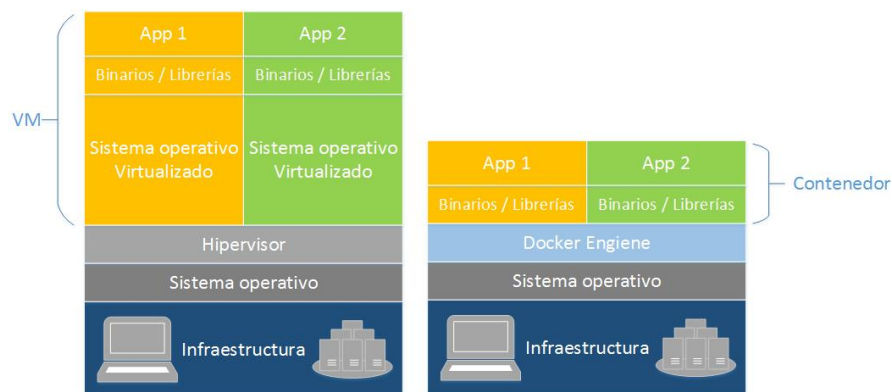 App 1
App 2
Binarios / Librerías
Binarios / Librerías
VM
Sistema operativo
Virtualizado
Sistema operativo
Virtualizado
Hipervisor
Sistema operativo
Infraestructura
App 1
App 2
Binarios / Librerías
Binarios / Librerías
Contenedor
Docker Engiene
Sistema operativo
Infraestructura